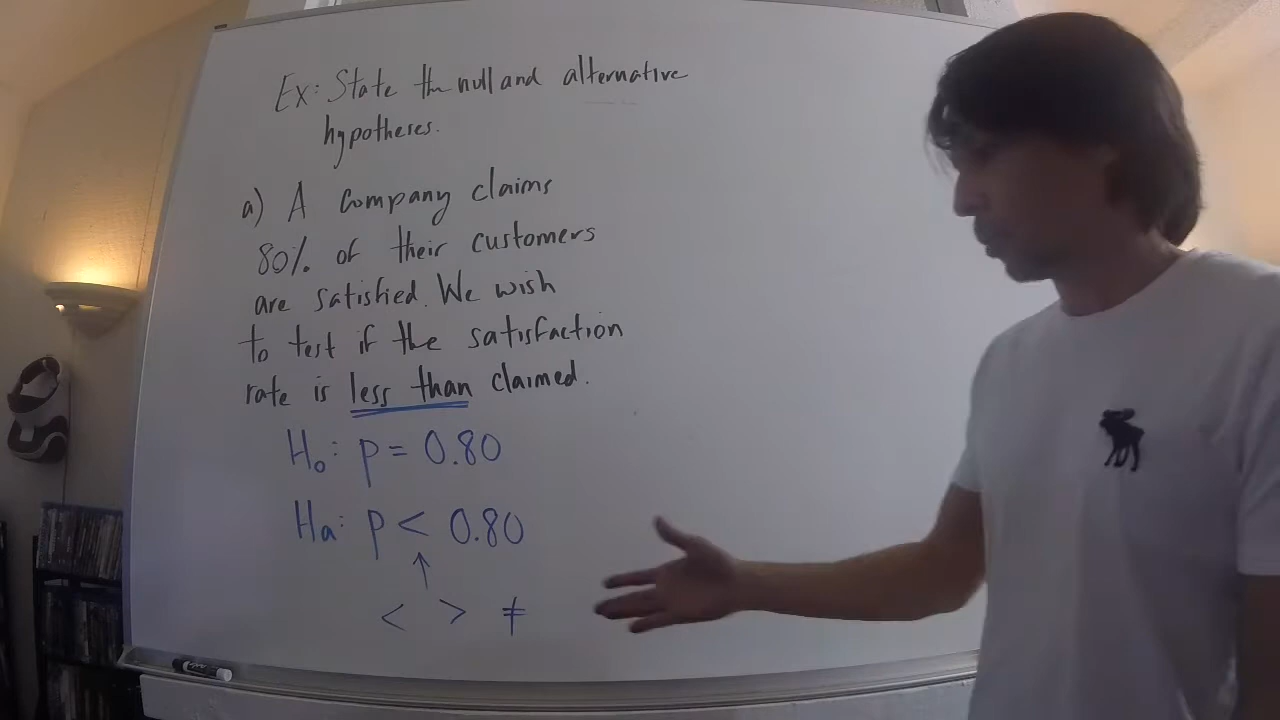 Ex: State the null and alternative
hypotheses.
a) A company claims
80% of their customers
are satisfied. We wish
to test if the satisfaction
rate is less than claimed.
H₀: p = 0.80
Ha: p < 0.80
↑
< > ≠